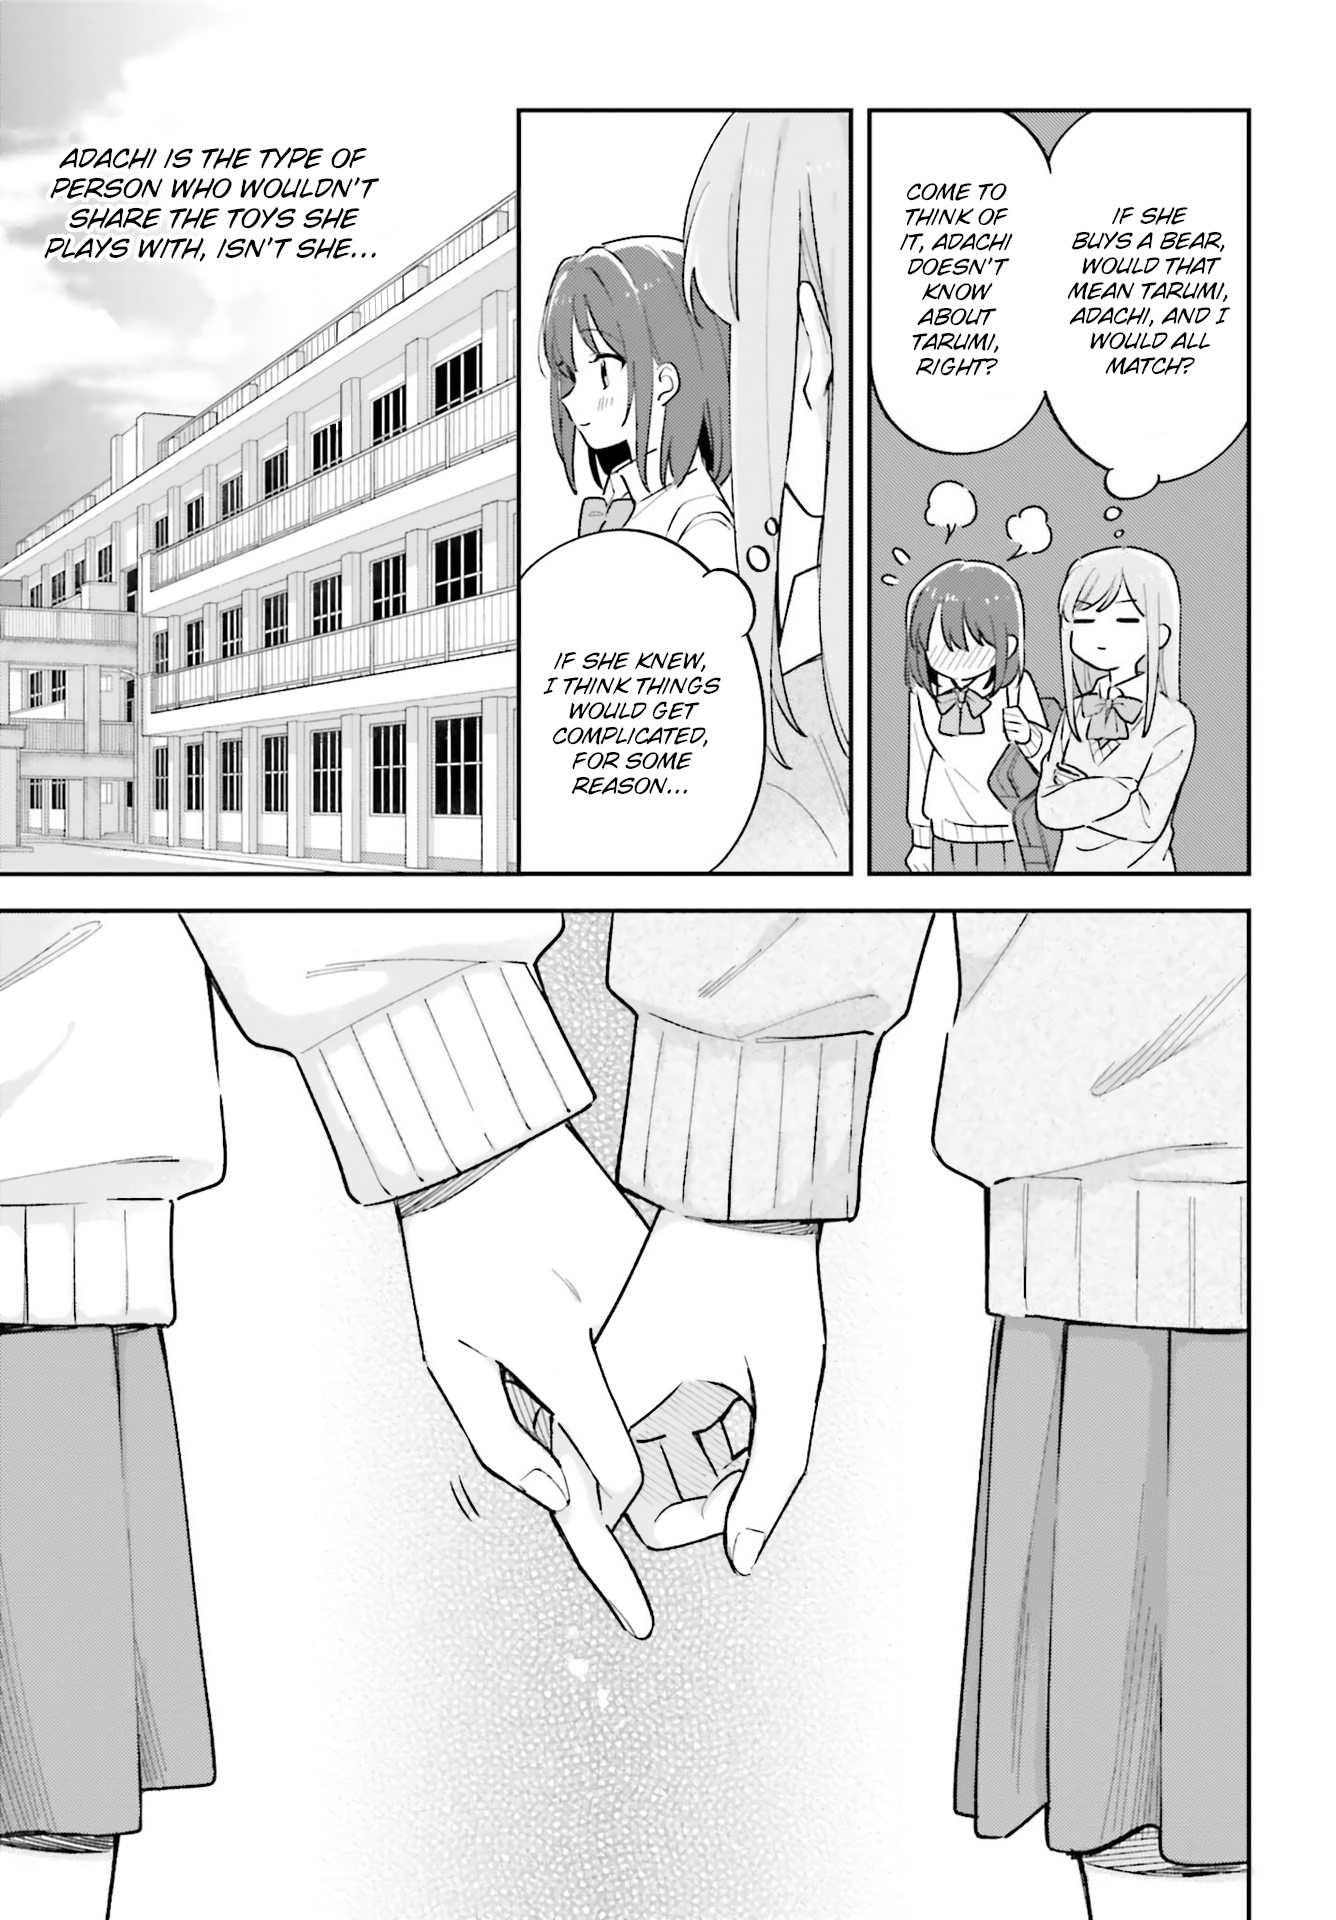 IF SHE
BUYS A BEAR,
WOULD THAT
MEAN TARUMI,
ADACHI, AND I
WOULD ALL
MATCH?
COME TO
THINK OF
IT, ADACHI
DOESN'T
KNOW
ABOUT
TARUMI,
RIGHT?
IF SHE KNEW,
I THINK THINGS
WOULD GET
COMPLICATED,
FOR SOME
REASON...
ADACHI IS THE TYPE OF
PERSON WHO WOULDN'T
SHARE THE TOYS SHE
PLAYS WITH, ISN'T SHE...